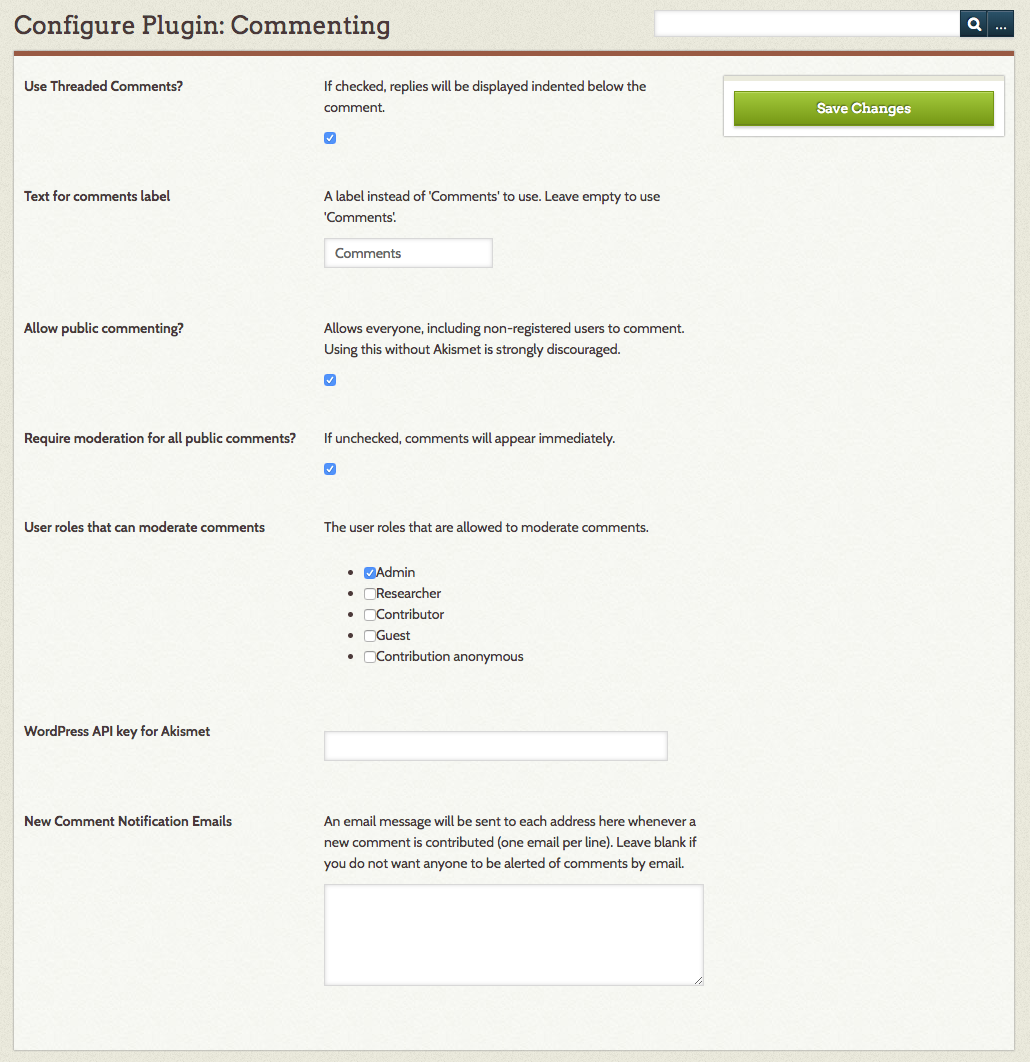 Configure Plugin: Commenting
...
Use Threaded Comments?
If checked, replies will be displayed indented below the
comment.
Save Changes
Text for comments label
A label instead of 'Comments' to use. Leave empty to use
'Comments'.
Comments
Allow public commenting?
Allows everyone, including non-registered users to comment.
Using this without Akismet is strongly discouraged.
Require moderation for all public comments?
If unchecked, comments will appear immediately.
User roles that can moderate comments
The user roles that are allowed to moderate comments.
Admin
Researcher
Contributor
Guest
Contribution anonymous
WordPress API key for Akismet
New Comment Notification Emails
An email message will be sent to each address here whenever a
new comment is contributed (one email per line). Leave blank if
you do not want anyone to be alerted of comments by email.